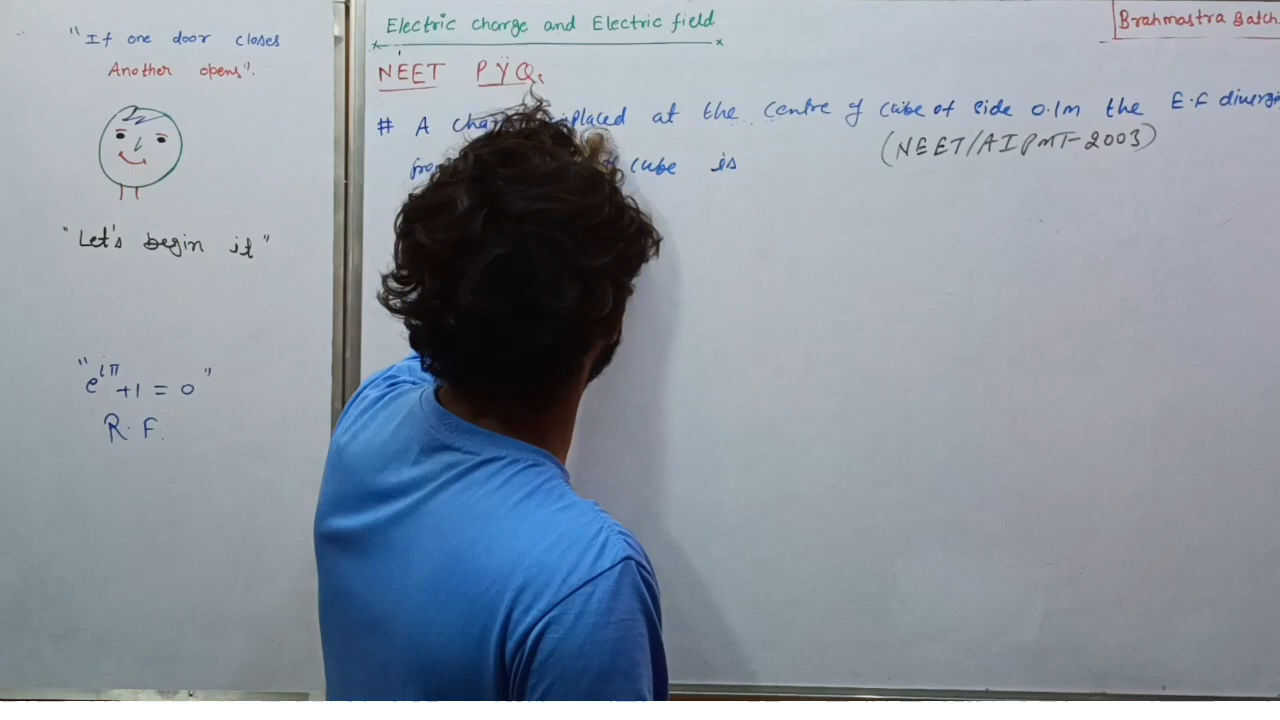 "If one door closes
Another opens".
"Let's begin it"
"e^{iπ} + 1 = 0"
R. F.
Electric charge and Electric field
Brahmastra Batch
NEET PYQs
# A placed at the centre of cube of side 0.1m the E.F
cube is
(NEET/AIPMT-2003)